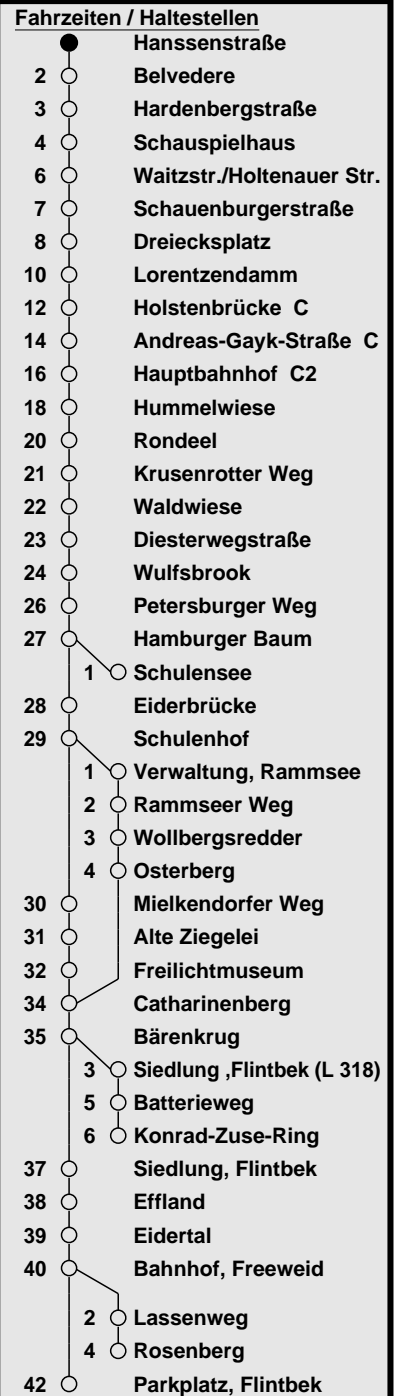 Fahrzeiten / Haltestellen
Hanssenstraße
2 Belvedere
3 Hardenbergstraße
4 Schauspielhaus
6 Waitzstr./Holtenauer Str.
7 Schauenburgerstraße
8 Dreiecksplatz
10 Lorentzendamm
12 Holstenbrücke C
14 Andreas-Gayk-Straße C
16 Hauptbahnhof C2
18 Hummelwiese
20 Rondeel
21 Krusenrotter Weg
22 Waldwiese
23 Diesterwegstraße
24 Wulfsbrook
26 Petersburger Weg
27 Hamburger Baum
1 Schulensee
28 Eiderbrücke
29 Schulenhof
1 Verwaltung, Rammsee
2 Rammseer Weg
3 Wollbergsredder
4 Osterberg
30 Mielkendorfer Weg
31 Alte Ziegelei
32 Freilichtmuseum
34 Catharinenberg
35 Bärenkrug
3 Siedlung ,Flintbek (L 318)
5 Batterieweg
6 Konrad-Zuse-Ring
37 Siedlung, Flintbek
38 Effland
39 Eidertal
40 Bahnhof, Freeweid
2 Lassenweg
4 Rosenberg
42 Parkplatz, Flintbek